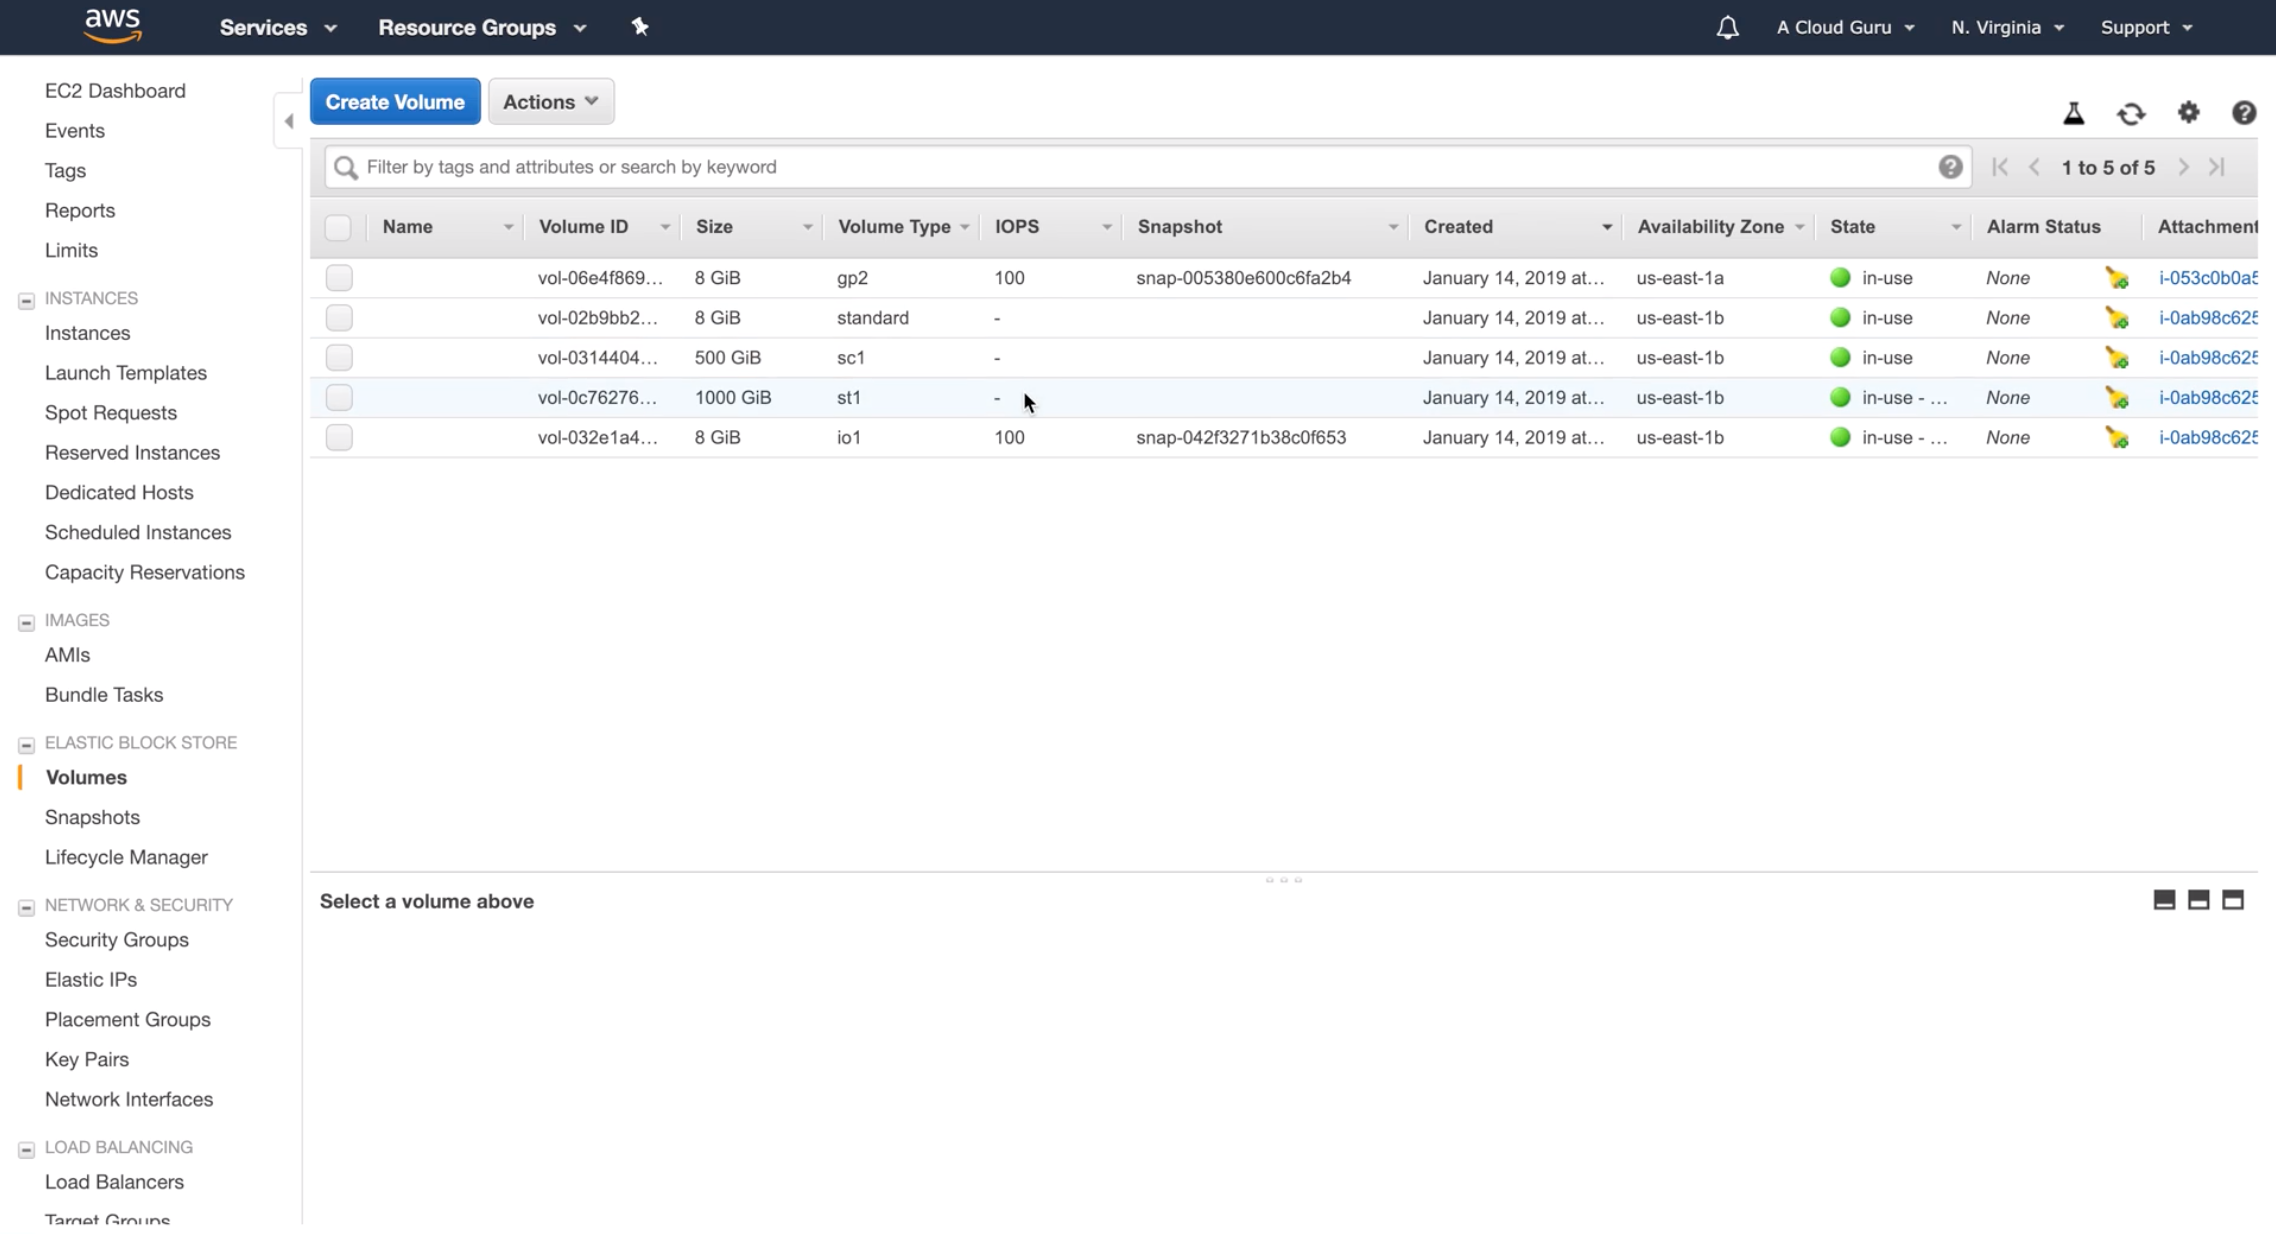 aws Services Resource Groups A Cloud Guru N. Virginia Support
EC2 Dashboard
Events
Tags
Reports
Limits
INSTANCES
Instances
Launch Templates
Spot Requests
Reserved Instances
Dedicated Hosts
Scheduled Instances
Capacity Reservations
IMAGES
AMIs
Bundle Tasks
ELASTIC BLOCK STORE
Volumes
Snapshots
Lifecycle Manager
NETWORK & SECURITY
Security Groups
Elastic IPs
Placement Groups
Key Pairs
Network Interfaces
LOAD BALANCING
Load Balancers
Target Groups
Create Volume Actions
Filter by tags and attributes or search by keyword 1 to 5 of 5
Name Volume ID Size Volume Type IOPS Snapshot Created Availability Zone State Alarm Status Attachment
vol-06e4f869... 8 GiB gp2 100 snap-005380e600c6fa2b4 January 14, 2019 at... us-east-1a in-use None i-053c0b0a5
vol-02b9bb2... 8 GiB standard - January 14, 2019 at... us-east-1b in-use None i-0ab98c625
vol-0314404... 500 GiB sc1 - January 14, 2019 at... us-east-1b in-use None i-0ab98c625
vol-0c76276... 1000 GiB st1 - January 14, 2019 at... us-east-1b in-use - ... None i-0ab98c625
vol-032e1a4... 8 GiB io1 100 snap-042f3271b38c0f653 January 14, 2019 at... us-east-1b in-use - ... None i-0ab98c625
Select a volume above